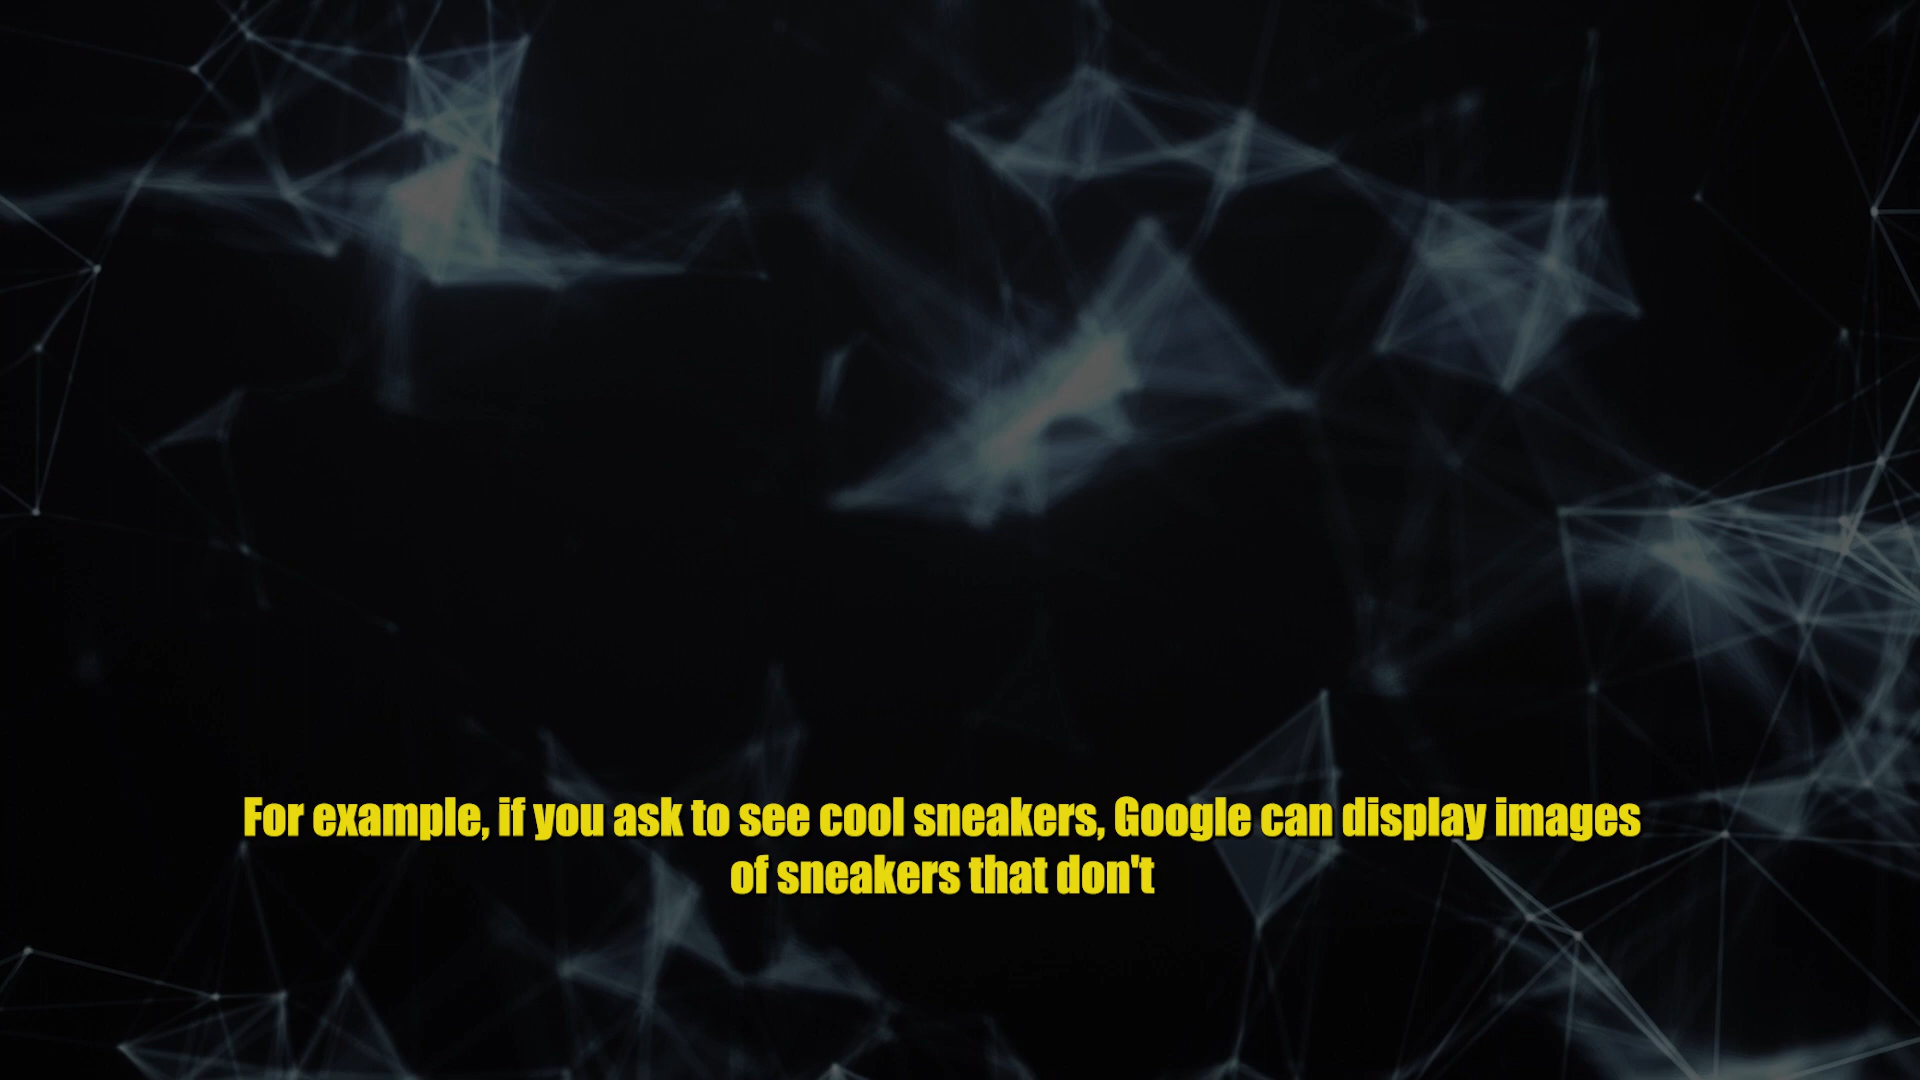 For example, if you ask to see cool sneakers, Google can display images
of sneakers that don't